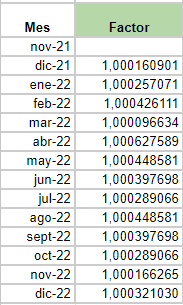 Mes Factor
nov-21
dic-21 1,000160901
ene-22 1,000257071
feb-22 1,000426111
mar-22 1,000096634
abr-22 1,000627589
may-22 1,000448581
jun-22 1,000397698
jul-22 1,000289066
ago-22 1,000448581
sept-22 1,000397698
oct-22 1,000289066
nov-22 1,000166265
dic-22 1,000321030